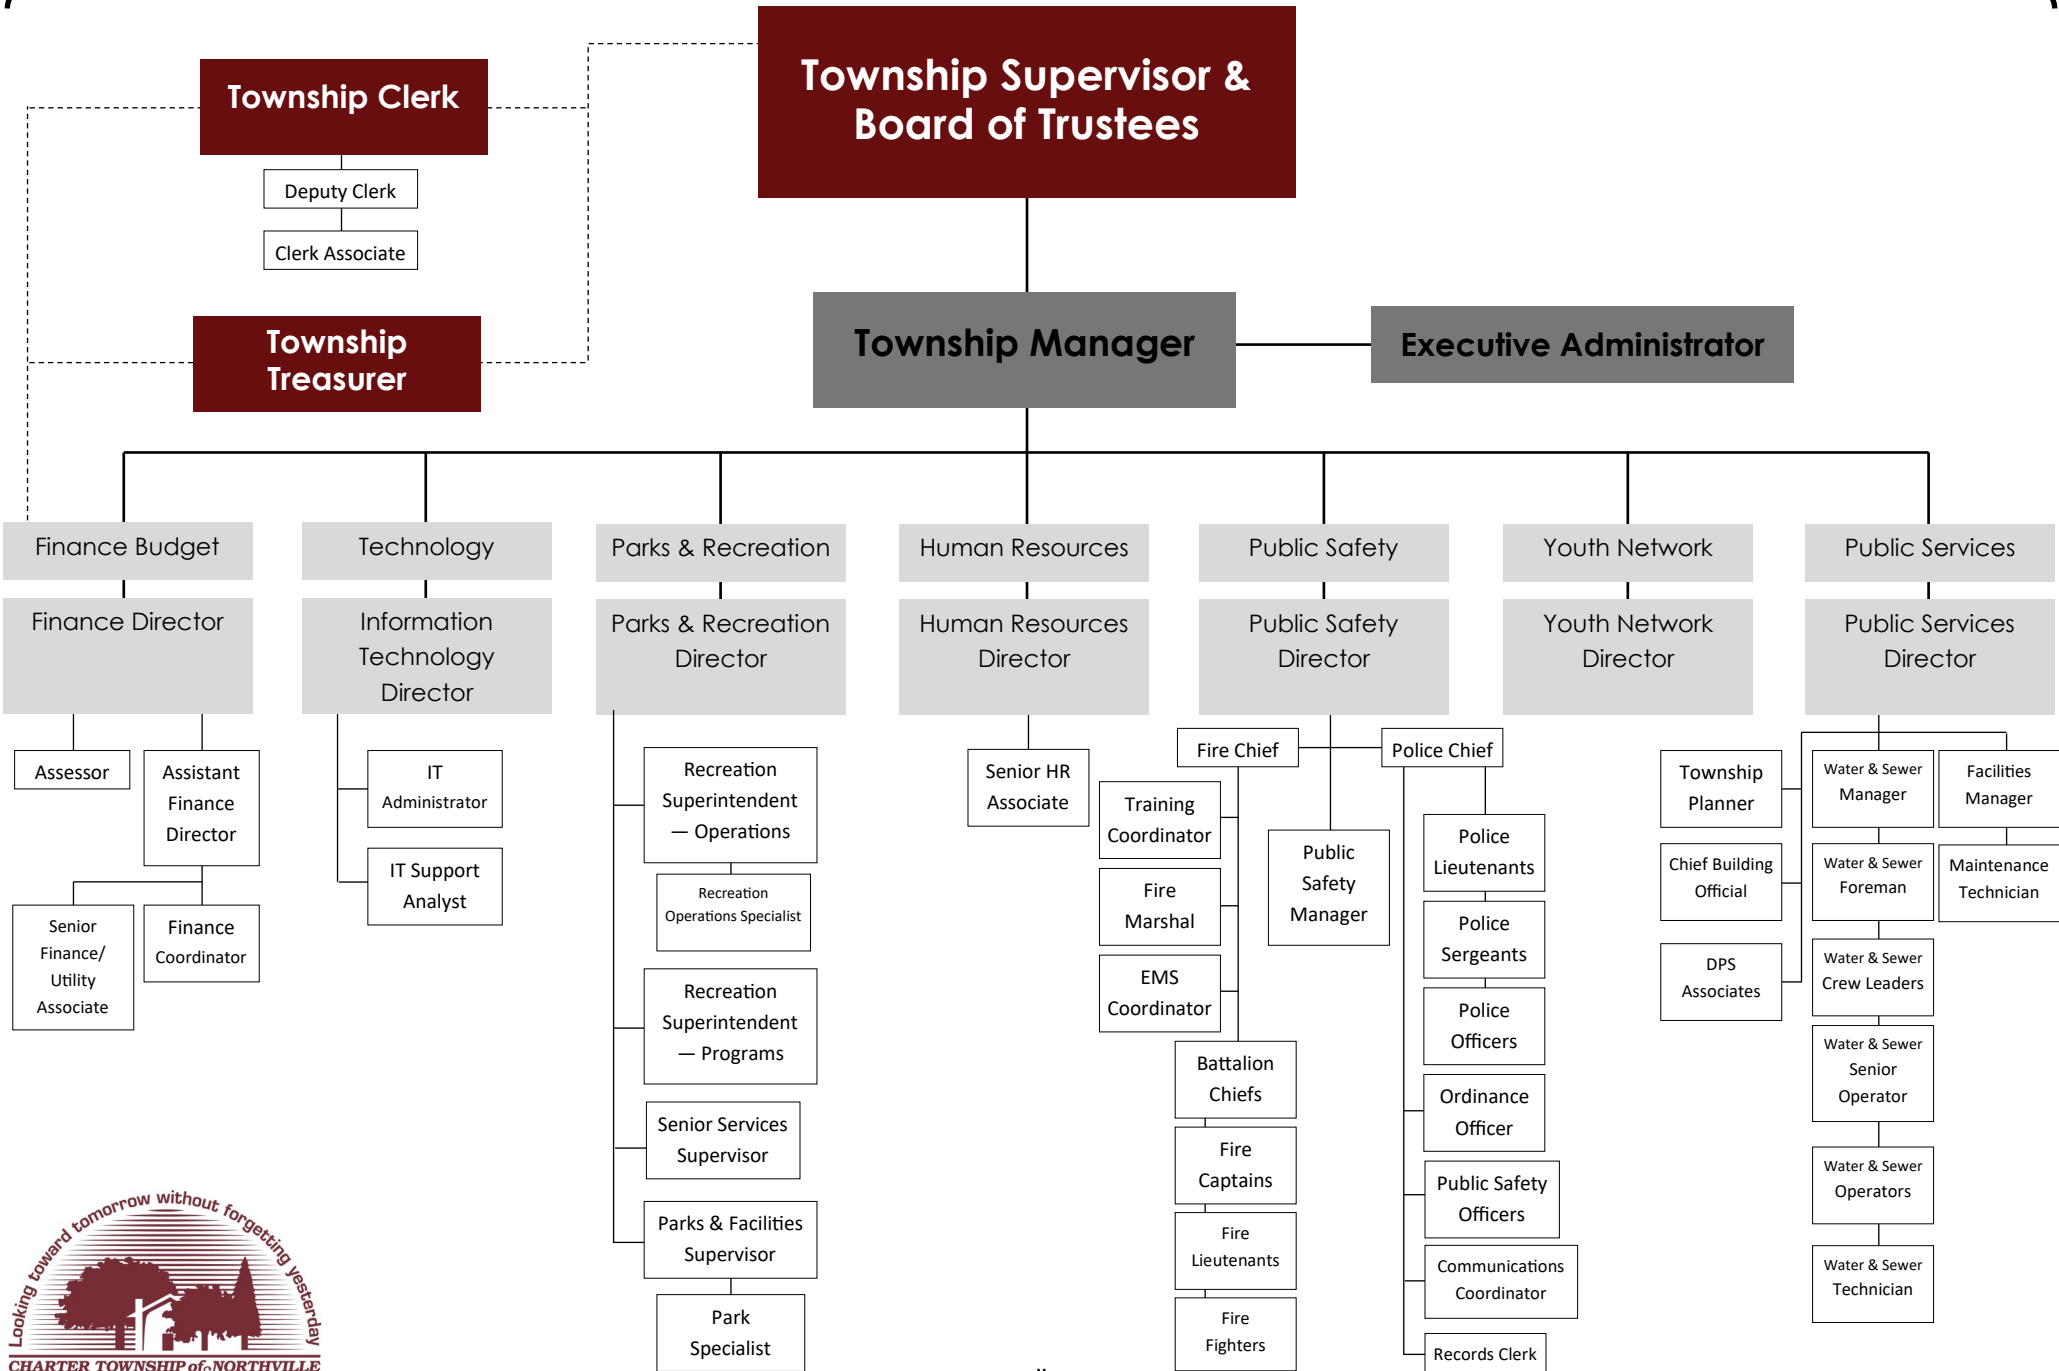 Township Supervisor &
Board of Trustees
Township Clerk
Deputy Clerk
Clerk Associate
Township
Treasurer
Township Manager
Executive Administrator
Finance Budget
Technology
Parks & Recreation
Human Resources
Public Safety
Youth Network
Public Services
Finance Director
Information
Technology
Director
Parks & Recreation
Director
Human Resources
Director
Public Safety
Director
Youth Network
Director
Public Services
Director
Assessor
Assistant
Finance
Director
Senior
Finance/
Utility
Associate
Finance
Coordinator
IT
Administrator
IT Support
Analyst
Recreation
Superintendent
— Operations
Recreation
Operations Specialist
Recreation
Superintendent
— Programs
Senior Services
Supervisor
Parks & Facilities
Supervisor
Park
Specialist
Senior HR
Associate
Fire Chief
Training
Coordinator
Fire
Marshal
EMS
Coordinator
Battalion
Chiefs
Fire
Captains
Fire
Lieutenants
Fire
Fighters
Public
Safety
Manager
Police Chief
Police
Lieutenants
Police
Sergeants
Police
Officers
Ordinance
Officer
Public Safety
Officers
Communications
Coordinator
Records Clerk
Township
Planner
Chief Building
Official
DPS
Associates
Water & Sewer
Manager
Water & Sewer
Foreman
Water & Sewer
Crew Leaders
Water & Sewer
Senior
Operator
Water & Sewer
Operators
Water & Sewer
Technician
Facilities
Manager
Maintenance
Technician
Looking toward tomorrow without forgetting yesterday
CHARTER TOWNSHIP of NORTHVILLE